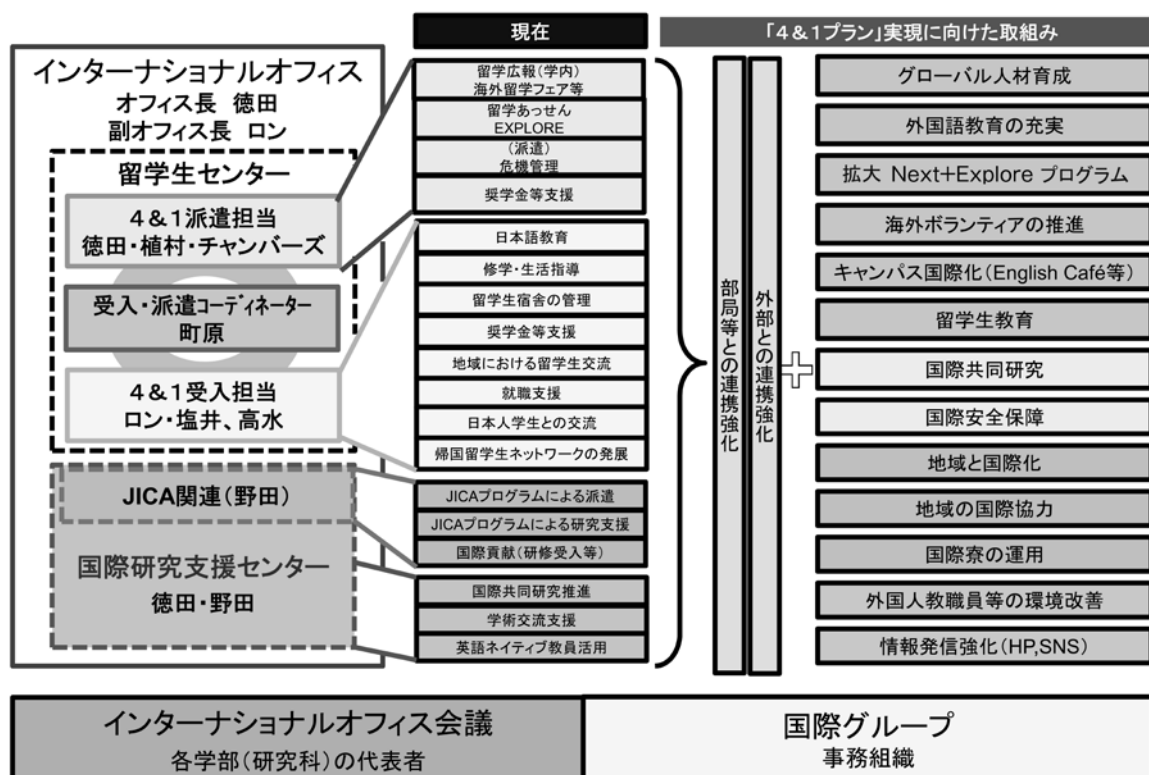 現在
「4&1プラン」実現に向けた取組み
インターナショナルオフィス
オフィス長 徳田
副オフィス長 ロン
留学生センター
4&1派遣担当
徳田・植村・チャンバーズ
受入・派遣コーディネーター
町原
4&1受入担当
ロン・塩井、高水
JICA関連(野田)
国際研究支援センター
徳田・野田
留学広報(学内)
海外留学フェア等
留学あっせん
EXPLORE
(派遣)
危機管理
奨学金等支援
日本語教育
修学・生活指導
留学生宿舎の管理
奨学金等支援
地域における留学生交流
就職支援
日本人学生との交流
帰国留学生ネットワークの発展
JICAプログラムによる派遣
JICAプログラムによる研究支援
国際貢献(研修受入等)
国際共同研究推進
学術交流支援
英語ネイティブ教員活用
部局等との連携強化
外部との連携強化
グローバル人材育成
外国語教育の充実
拡大 Next+Explore プログラム
海外ボランティアの推進
キャンパス国際化(English Café等)
留学生教育
国際共同研究
国際安全保障
地域と国際化
地域の国際協力
国際寮の運用
外国人教職員等の環境改善
情報発信強化(HP,SNS)
インターナショナルオフィス会議
各学部(研究科)の代表者
国際グループ
事務組織